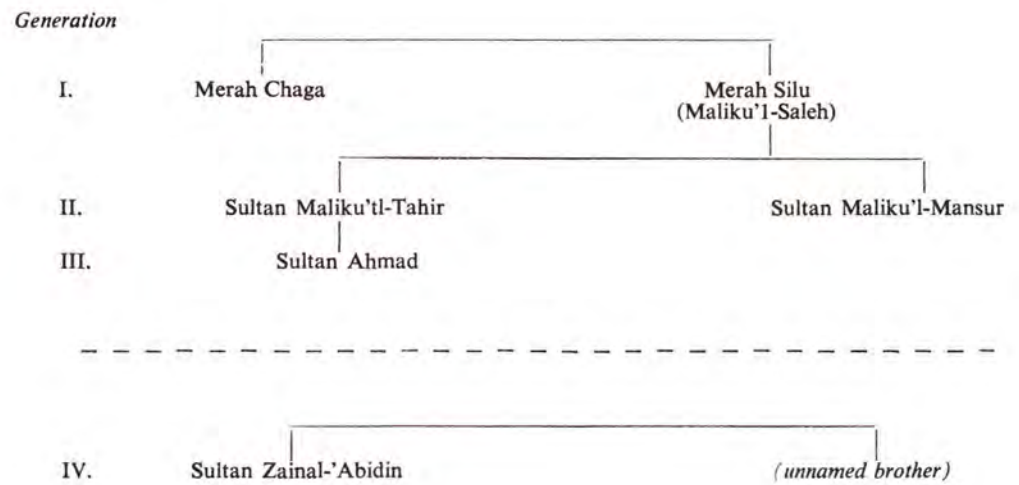 Generation
I. Merah Chaga Merah Silu
(Maliku'l-Saleh)
II. Sultan Maliku'tl-Tahir Sultan Maliku'l-Mansur
III. Sultan Ahmad
IV. Sultan Zainal-'Abidin (unnamed brother)